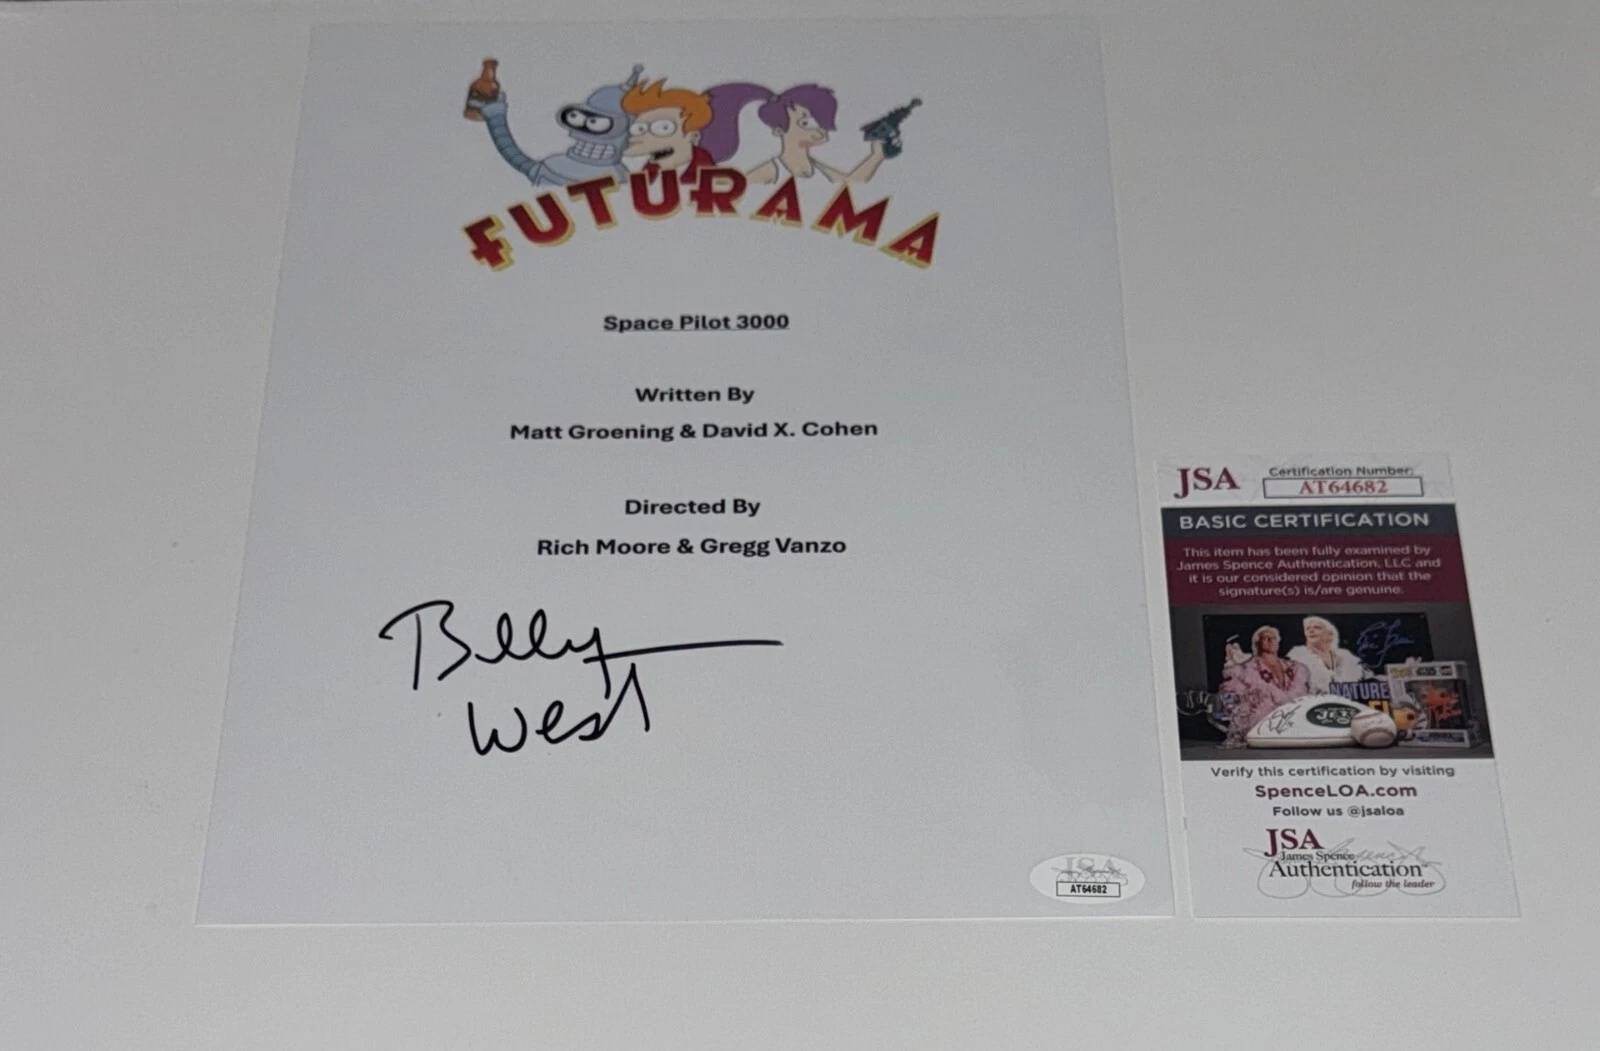 FUTURAMA
Space Pilot 3000
Written By
Matt Groening & David X. Cohen
Directed By
Rich Moore & Gregg Vanzo
Billy
West
JSA
AT64682
JSA
Certification Number:
AT64682
BASIC CERTIFICATION
This item has been fully examined by
James Spence Authentication, LLC and
it is our considered opinion that the
signature(s) is/are genuine.
NATURE
JETS
Verify this certification by visiting
SpenceLOA.com
Follow us @jsaloa
JSA
James Spence
Authentication™
follow the leader